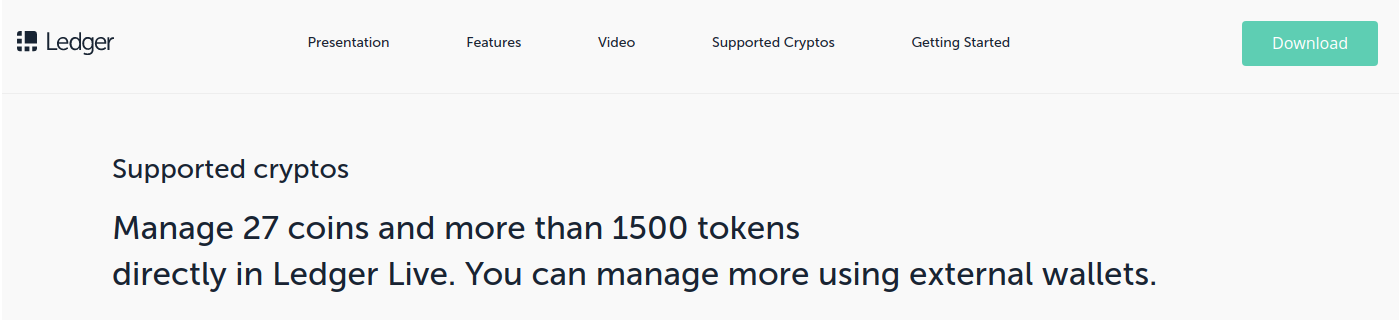 Ledger
Presentation
Features
Video
Supported Cryptos
Getting Started
Download
Supported cryptos
Manage 27 coins and more than 1500 tokens
directly in Ledger Live. You can manage more using external wallets.